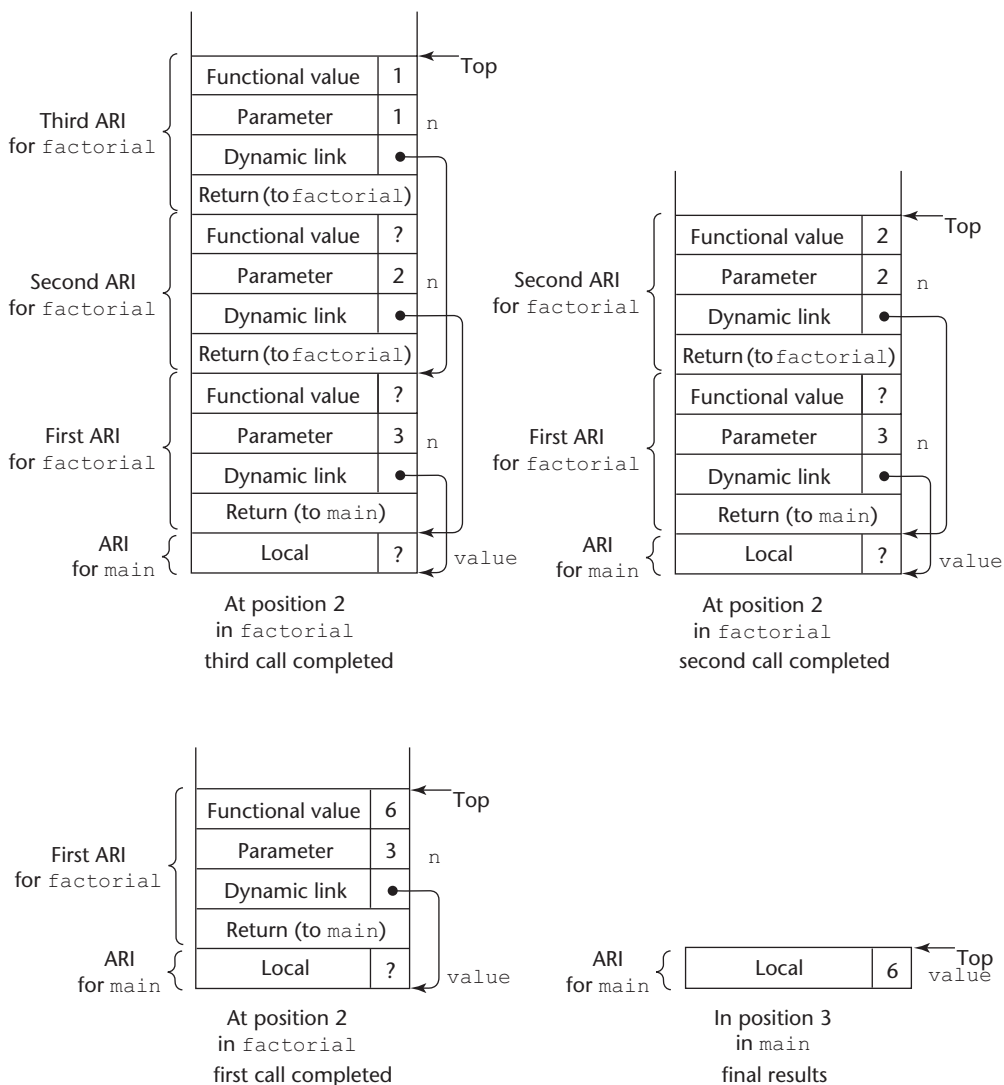 Top
Third ARI
for factorial
Functional value 1
Parameter 1 n
Dynamic link
Return (to factorial)
Second ARI
for factorial
Functional value ?
Parameter 2 n
Dynamic link
Return (to factorial)
First ARI
for factorial
Functional value ?
Parameter 3 n
Dynamic link
Return (to main)
ARI
for main
Local ? value
At position 2
in factorial
third call completed
Top
Second ARI
for factorial
Functional value 2
Parameter 2 n
Dynamic link
Return (to factorial)
First ARI
for factorial
Functional value ?
Parameter 3 n
Dynamic link
Return (to main)
ARI
for main
Local ? value
At position 2
in factorial
second call completed
Top
First ARI
for factorial
Functional value 6
Parameter 3 n
Dynamic link
Return (to main)
ARI
for main
Local ? value
At position 2
in factorial
first call completed
Top
ARI
for main
Local 6 value
In position 3
in main
final results